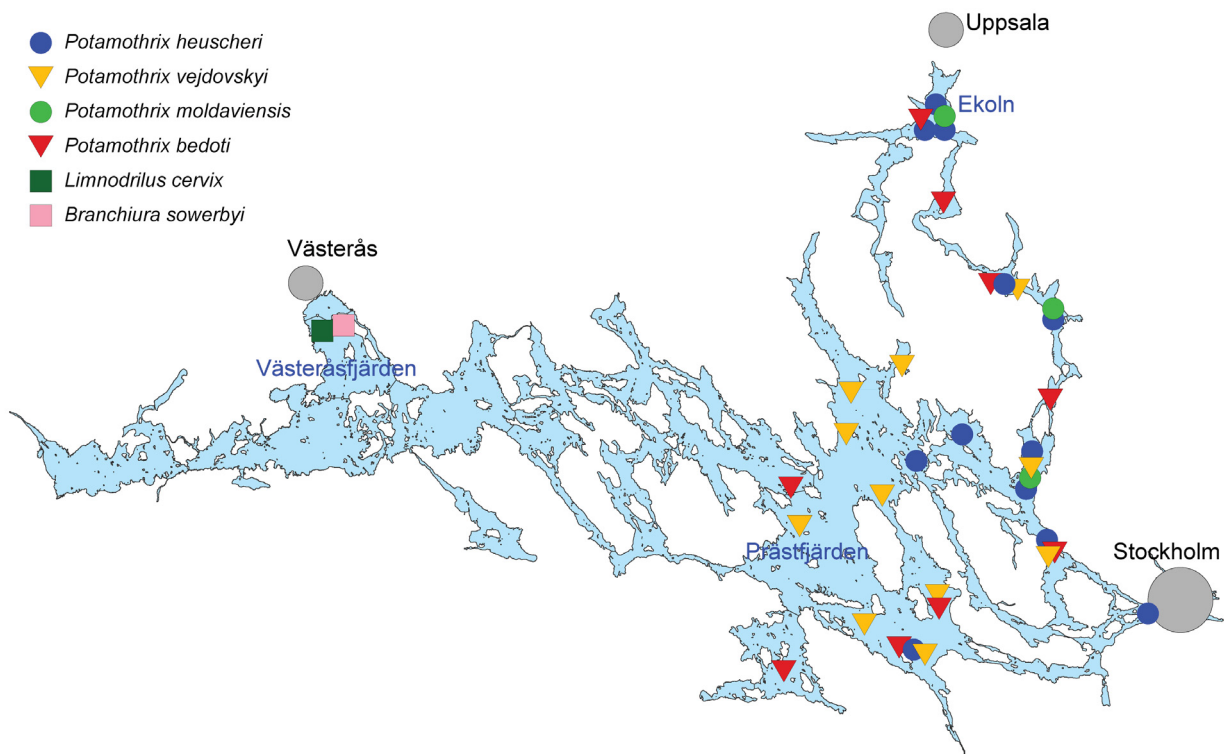 Potamothrix heuscheri
Potamothrix vejdovskyi
Potamothrix moldaviensis
Potamothrix bedoti
Limnodrilus cervix
Branchiura sowerbyi
Uppsala
Ekoln
Västerås
Västeråsfjärden
Prästfjärden
Stockholm